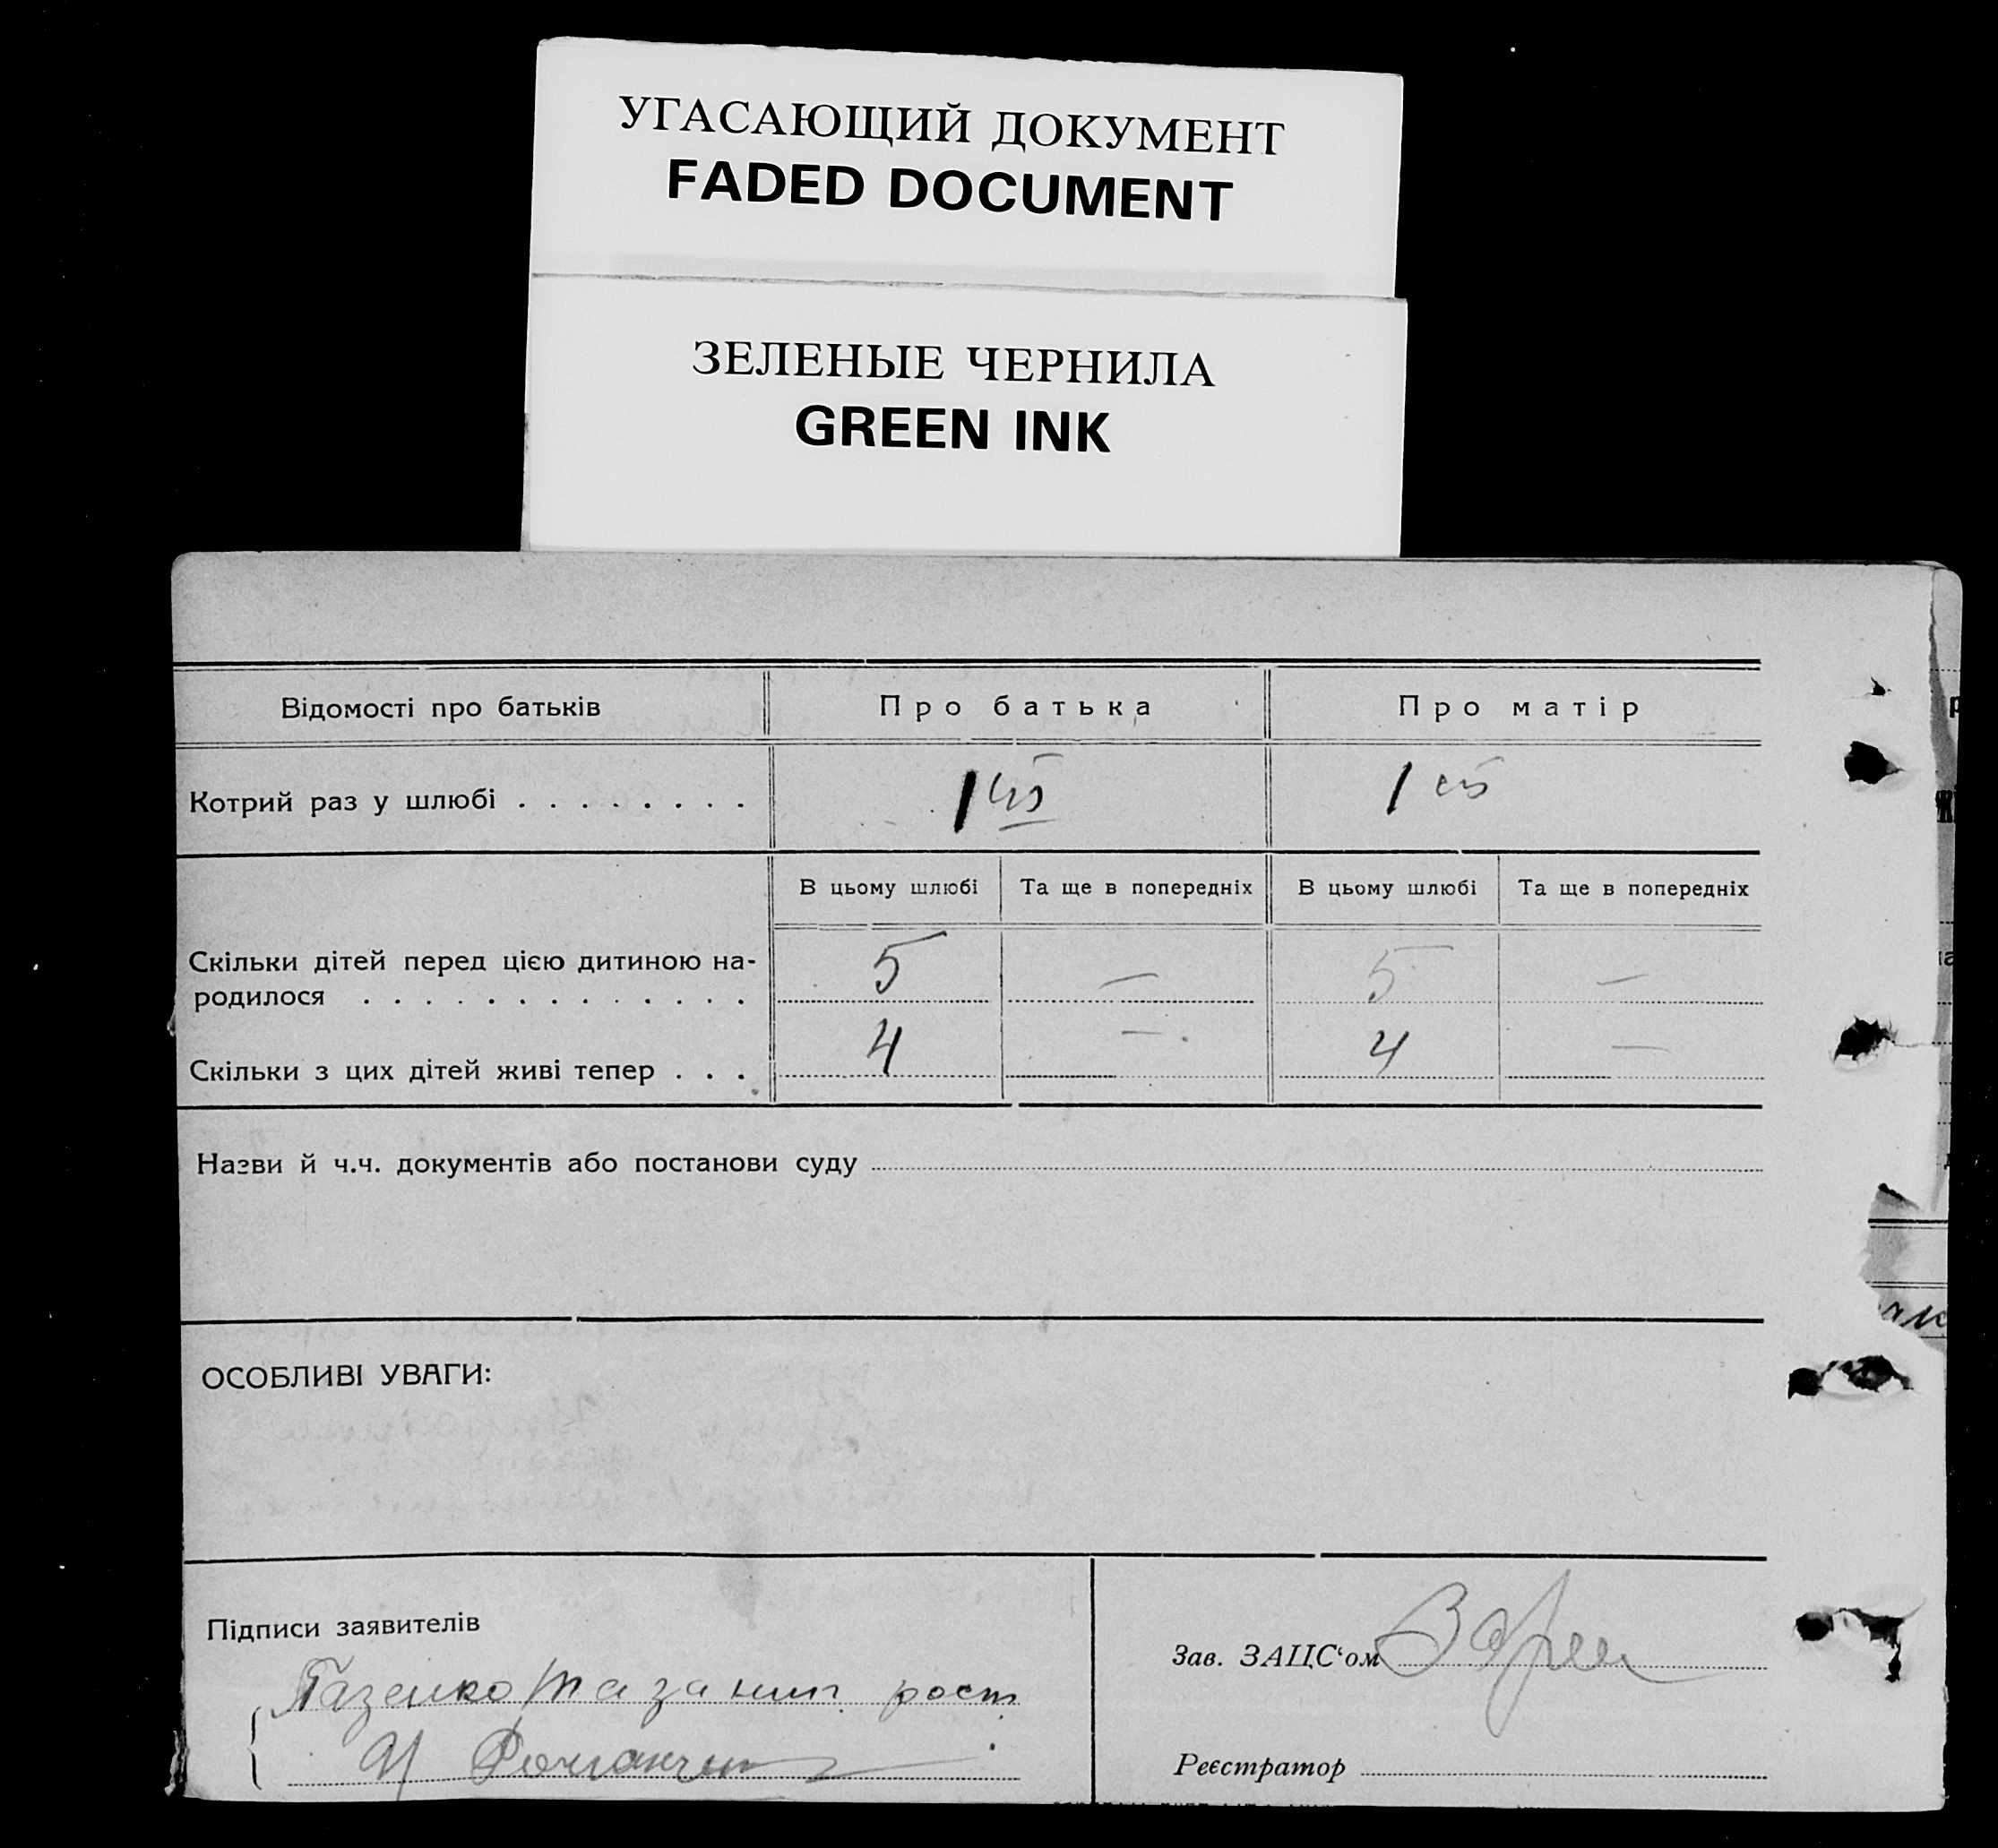 УГАСАЮЩИЙ ДОКУМЕНТ
FADED DOCUMENT
ЗЕЛЕНЫЕ ЧЕРНИЛА
GREEN INK
Відомості про батьків Про батька Про матір
Котрий раз у шлюбі . . . . . . . . 1 1
В цьому шлюбі Та ще в попередніх В цьому шлюбі Та ще в попередніх
Скільки дітей перед цією дитиною на-
родилося . . . . . . . . . . . . . 5 — 5 —
Скільки з цих дітей живі тепер . . . 4 — 4 —
Назви й ч.ч. документів або постанови суду
ОСОБЛИВІ УВАГИ:
Підписи заявителів
Зав. ЗАЦС‘ом
рост
Реєстратор